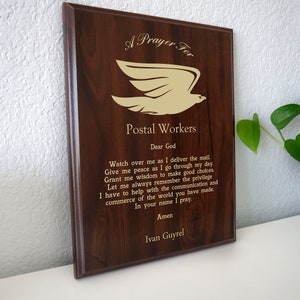 A Prayer For
Postal Workers
Dear God
Watch over me as I deliver the mail.
Give me peace as I go through my day.
Grant me wisdom to make good choices.
Let me always remember the privilege
I have to help with the communication and
commerce of the world you have made.
In your name I pray.
Amen
Ivan Guyrel